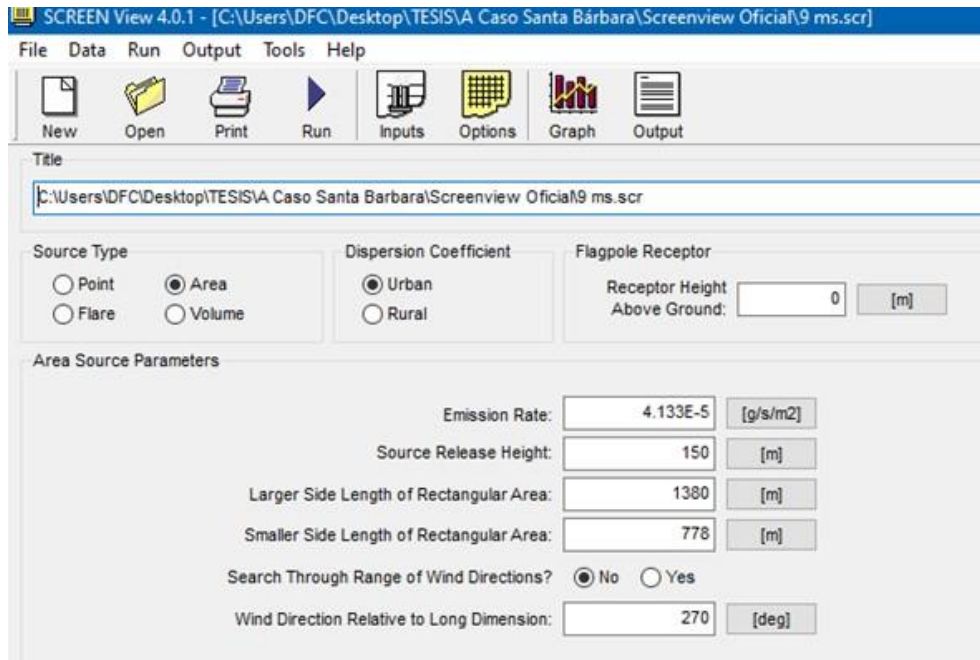 SCREEN View 4.0.1 - [C:\Users\DFC\Desktop\TESIS\A Caso Santa Bárbara\Screenview Oficial\9 ms.scr]
File Data Run Output Tools Help
New Open Print Run Inputs Options Graph Output
Title
C:\Users\DFC\Desktop\TESIS\A Caso Santa Barbara\Screenview Oficial\9 ms.scr
Source Type Dispersion Coefficient Flagpole Receptor
Point Area Urban Receptor Height
Above Ground: 0 [m]
Flare Volume Rural
Area Source Parameters
Emission Rate: 4.133E-5 [g/s/m2]
Source Release Height: 150 [m]
Larger Side Length of Rectangular Area: 1380 [m]
Smaller Side Length of Rectangular Area: 778 [m]
Search Through Range of Wind Directions? No Yes
Wind Direction Relative to Long Dimension: 270 [deg]